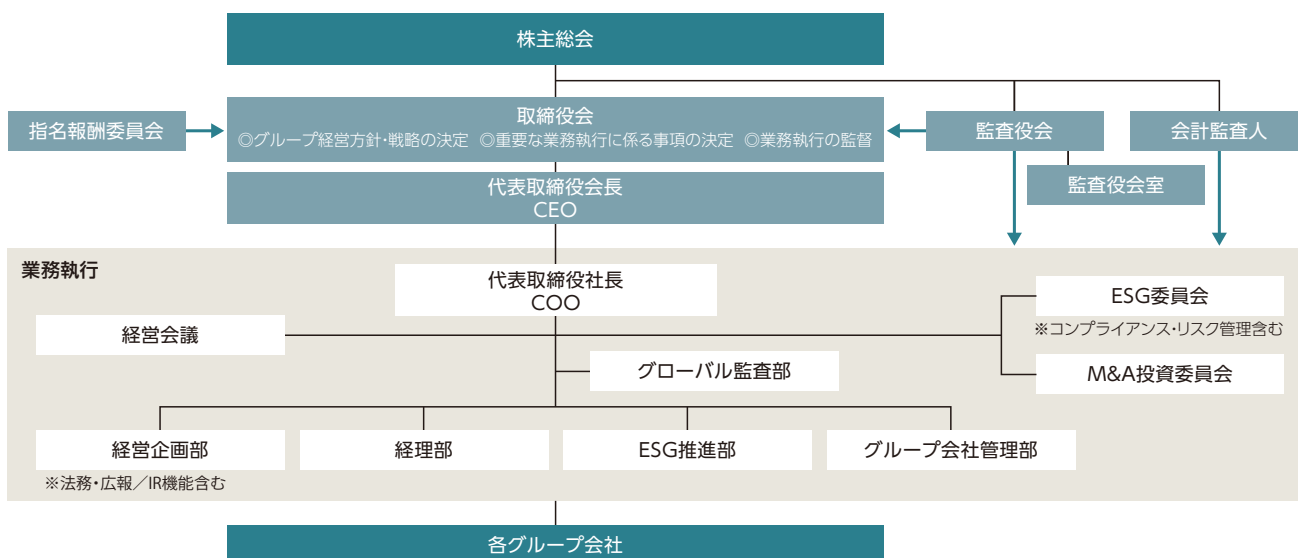 株主総会
指名報酬委員会
取締役会
◎グループ経営方針・戦略の決定 ◎重要な業務執行に係る事項の決定 ◎業務執行の監督
監査役会
会計監査人
監査役会室
代表取締役会長
CEO
業務執行
代表取締役社長
COO
ESG委員会
※コンプライアンス・リスク管理含む
経営会議
グローバル監査部
M&A投資委員会
経営企画部
経理部
ESG推進部
グループ会社管理部
※法務・広報／IR機能含む
各グループ会社